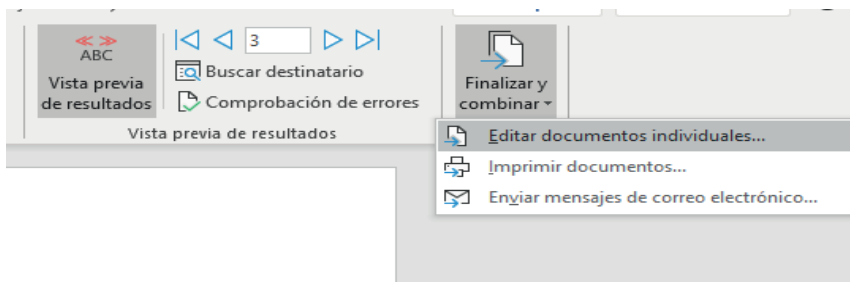 ABC
Vista previa
de resultados
3
Buscar destinatario
Comprobación de errores
Vista previa de resultados
Finalizar y
combinar
Editar documentos individuales...
Imprimir documentos...
Enviar mensajes de correo electrónico...